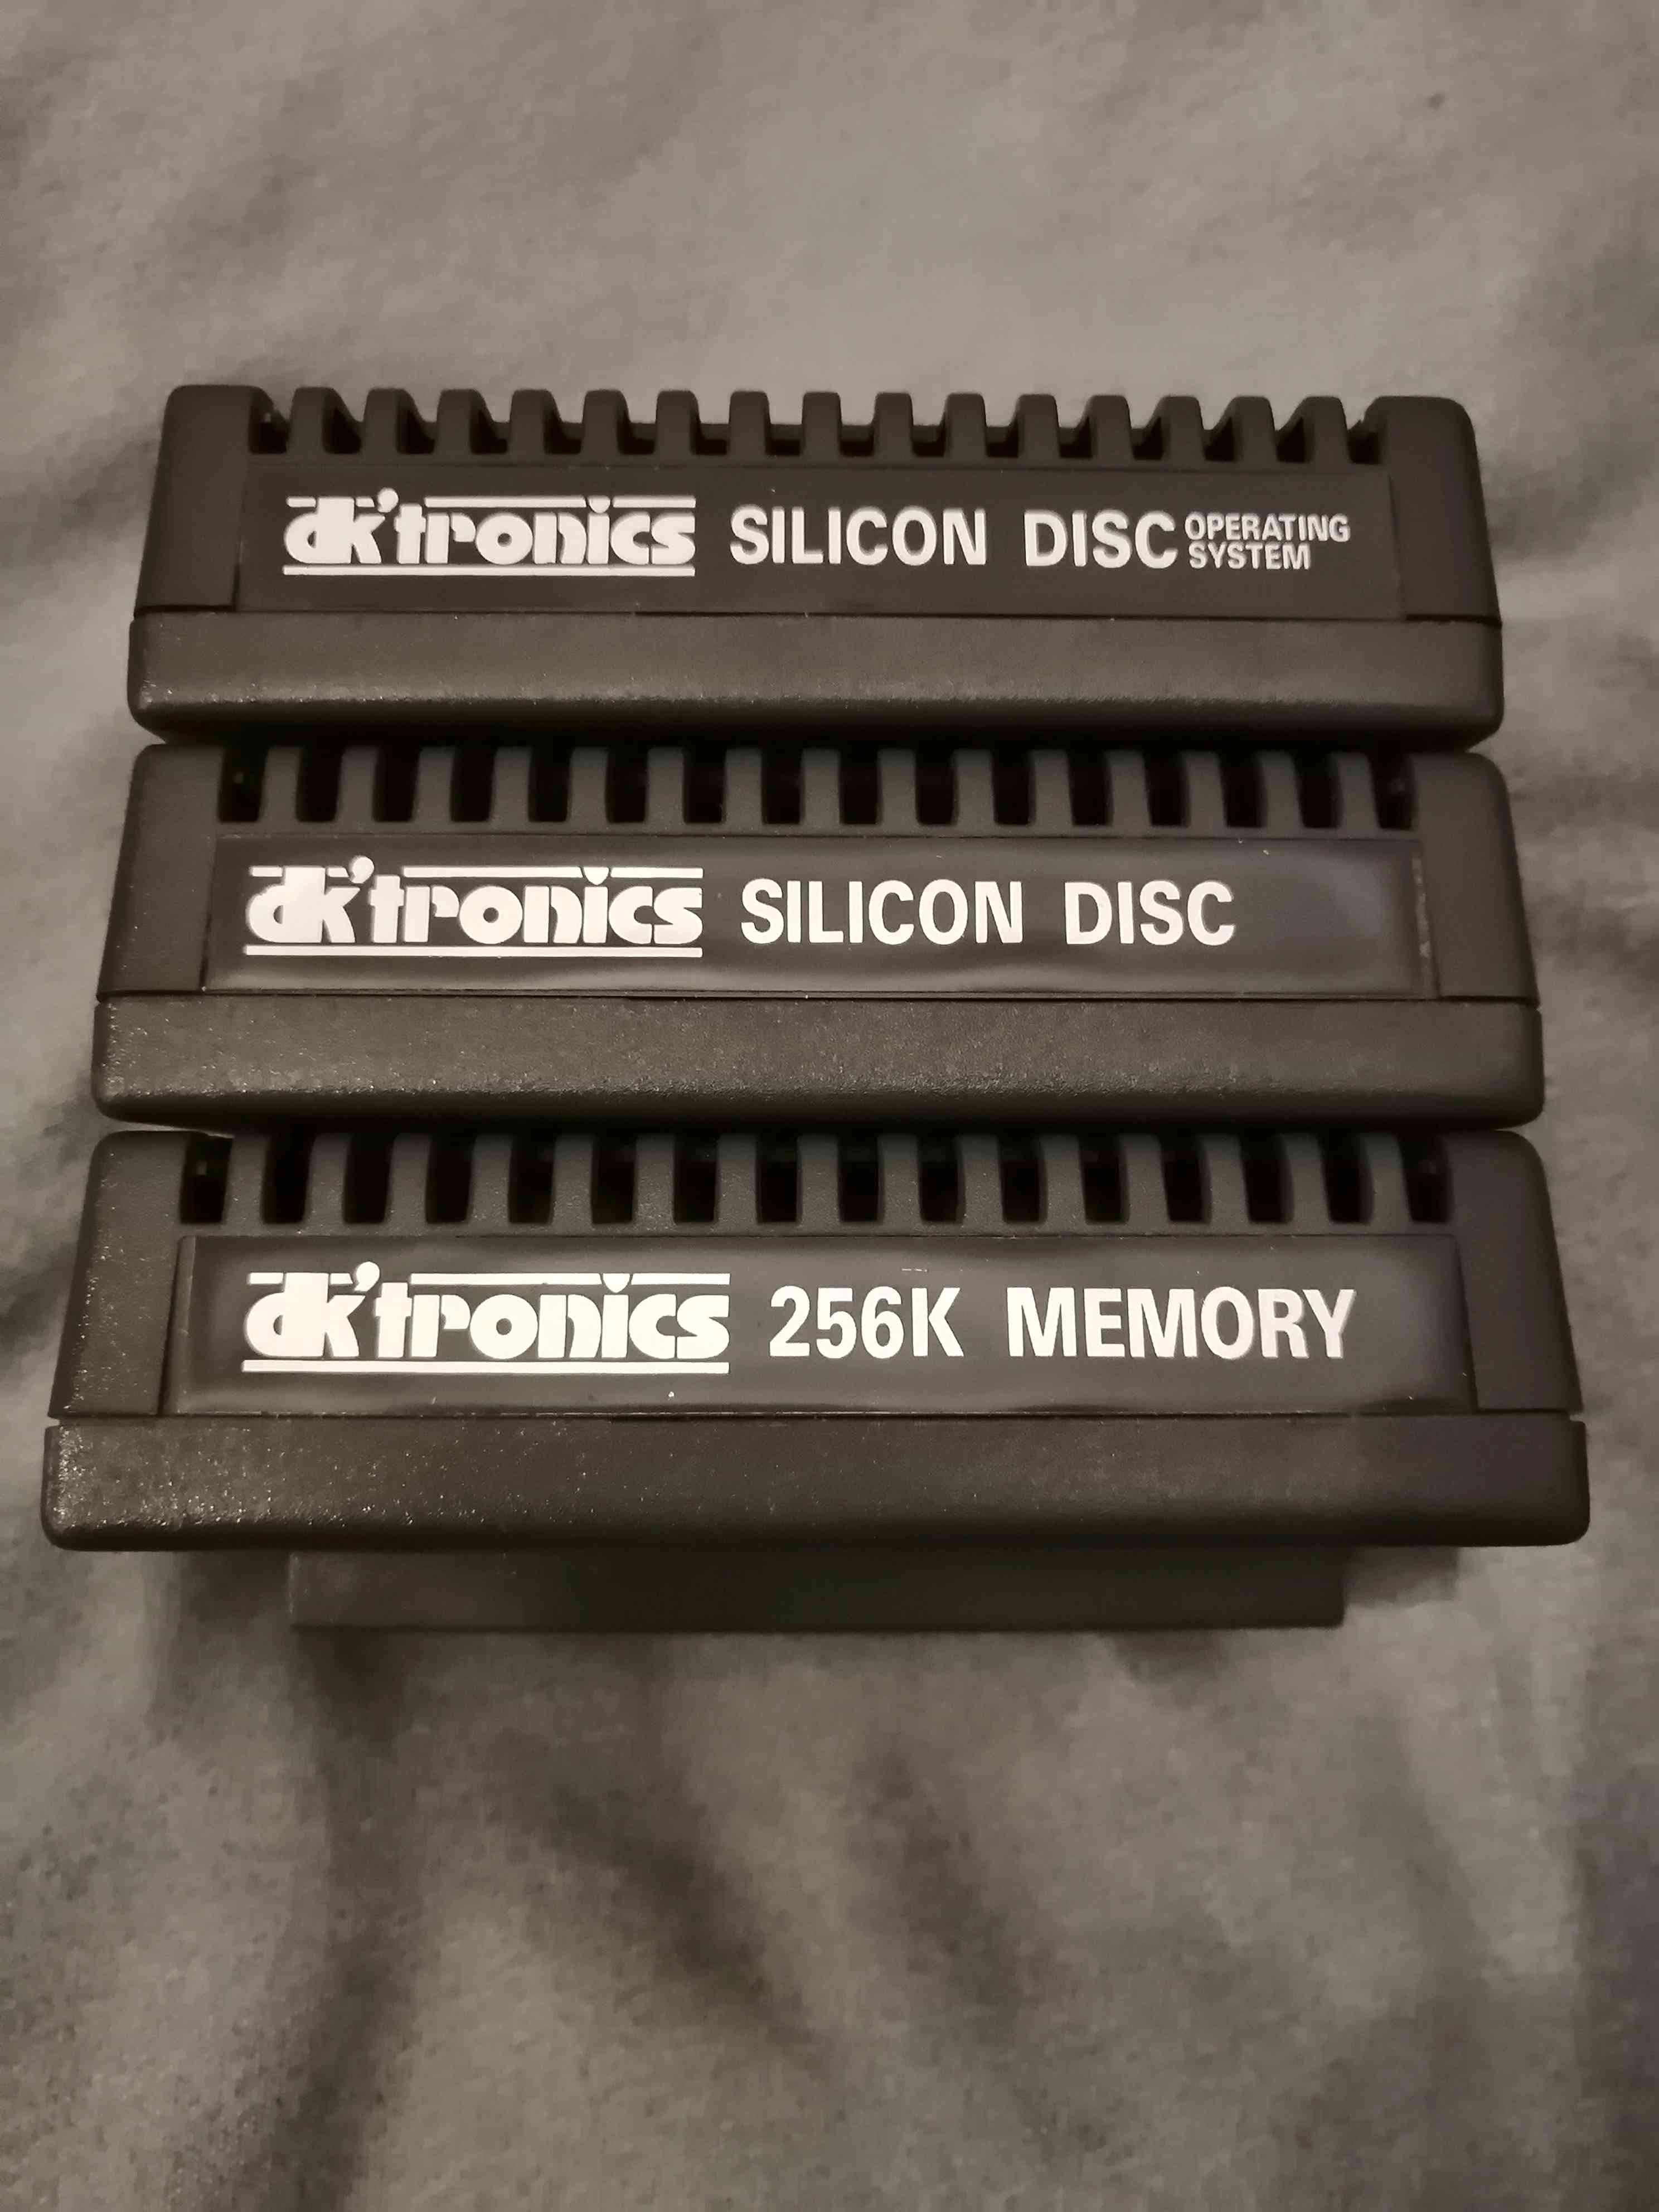 dk'tronics SILICON DISC OPERATING
SYSTEM
dk'tronics SILICON DISC
dk'tronics 256K MEMORY